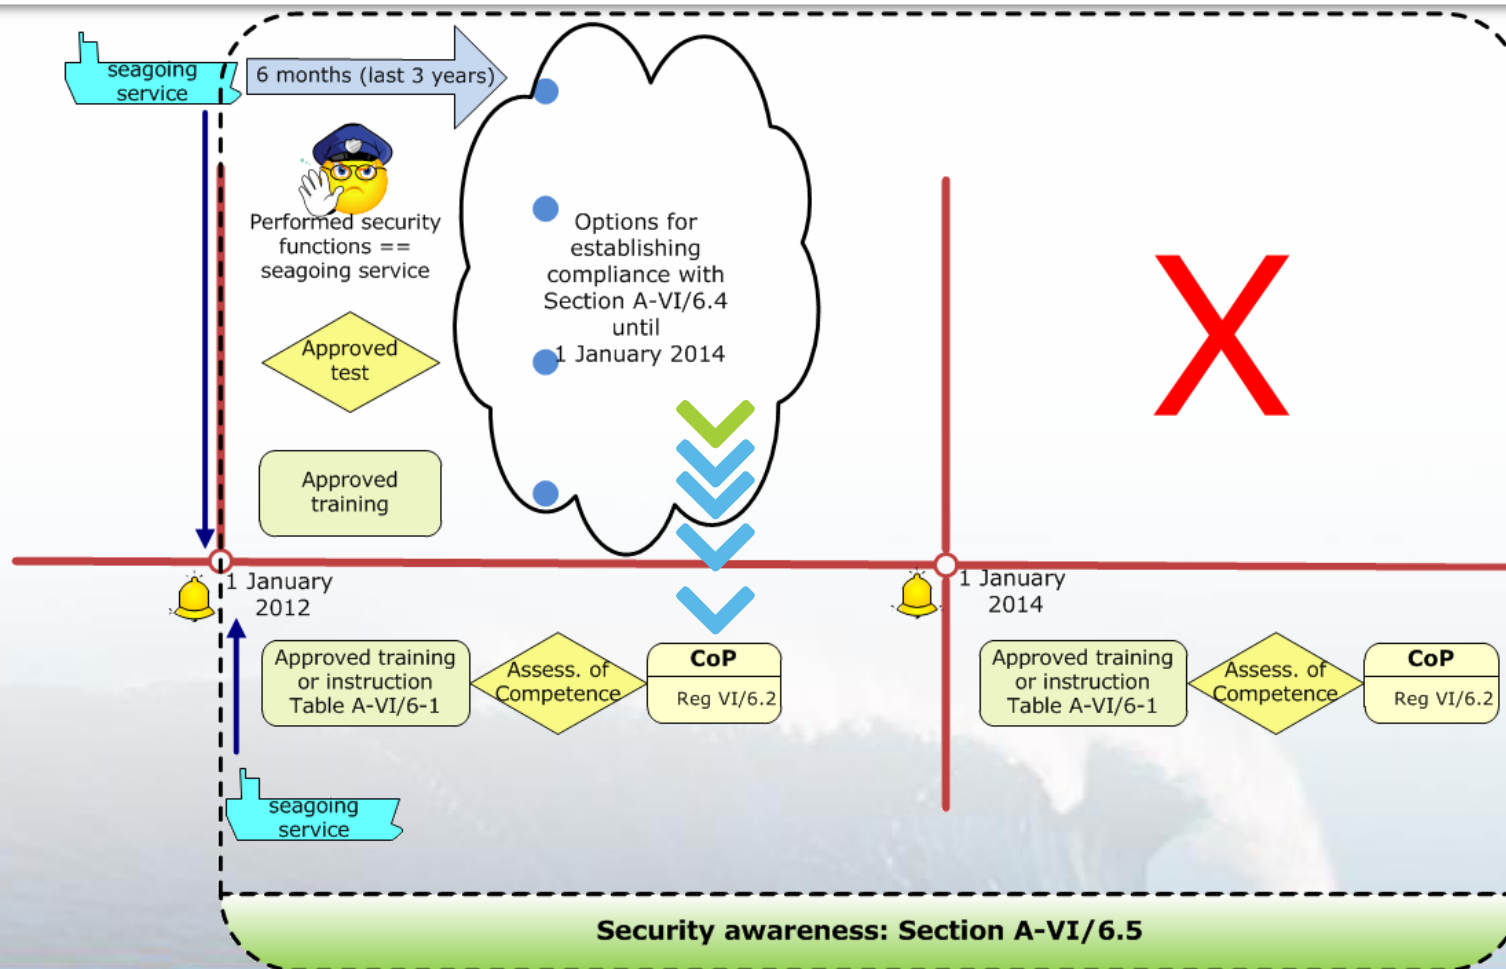 seagoing
service
6 months (last 3 years)
Performed security
functions ==
seagoing service
Approved
test
Approved
training
Options for
establishing
compliance with
Section A-VI/6.4
until
1 January 2014
1 January
2012
1 January
2014
Approved training
or instruction
Table A-VI/6-1
Assess. of
Competence
CoP
Reg VI/6.2
Approved training
or instruction
Table A-VI/6-1
Assess. of
Competence
CoP
Reg VI/6.2
seagoing
service
Security awareness: Section A-VI/6.5